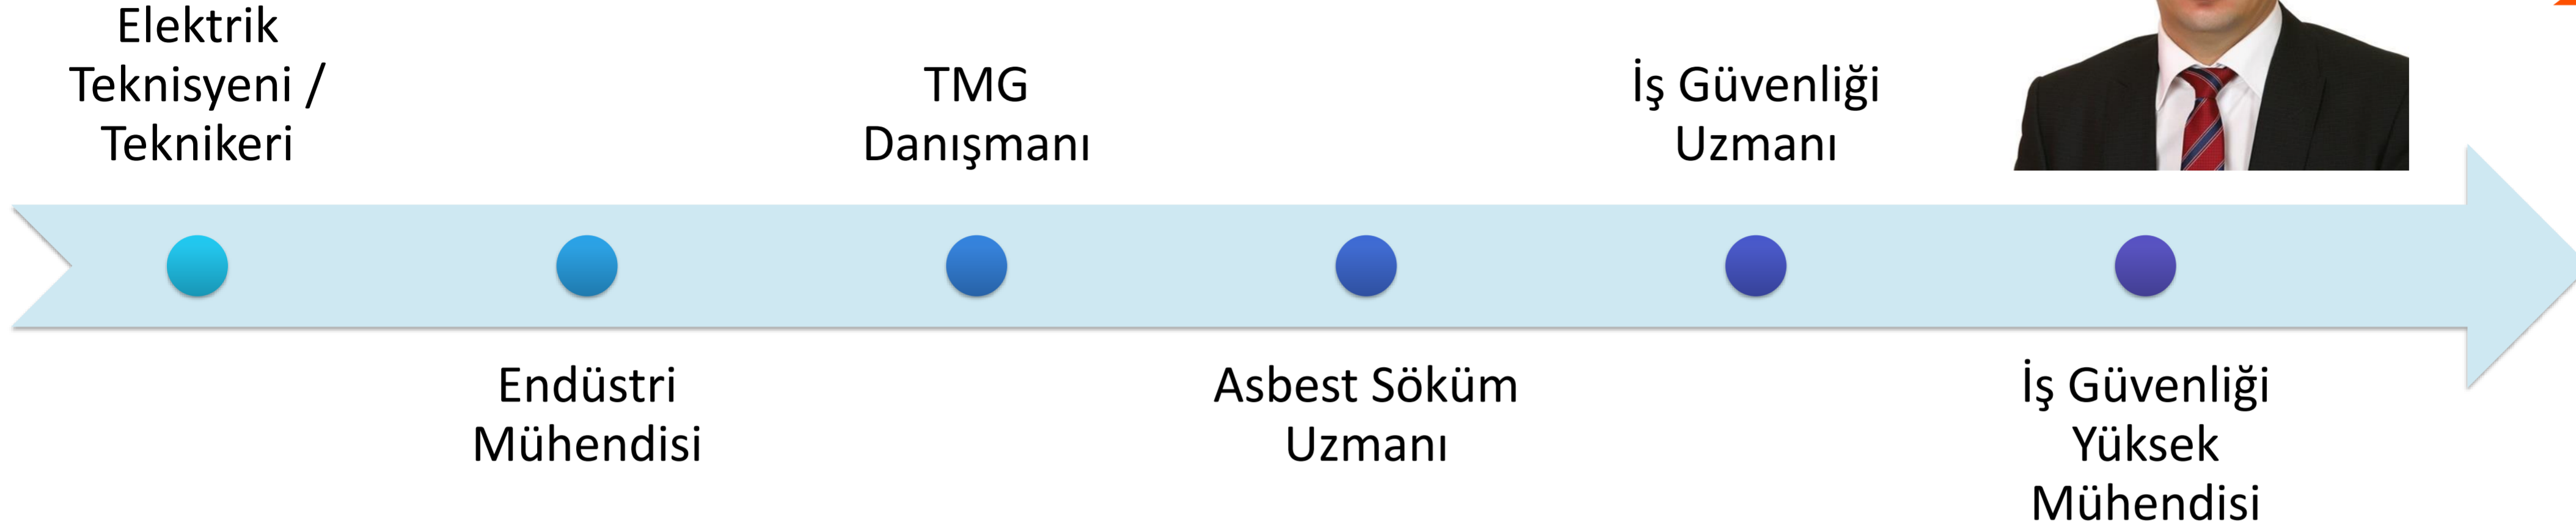 Elektrik
Teknisyeni /
Teknikeri
Endüstri
Mühendisi
TMG
Danışmanı
Asbest Söküm
Uzmanı
İş Güvenliği
Uzmanı
İş Güvenliği
Yüksek
Mühendisi